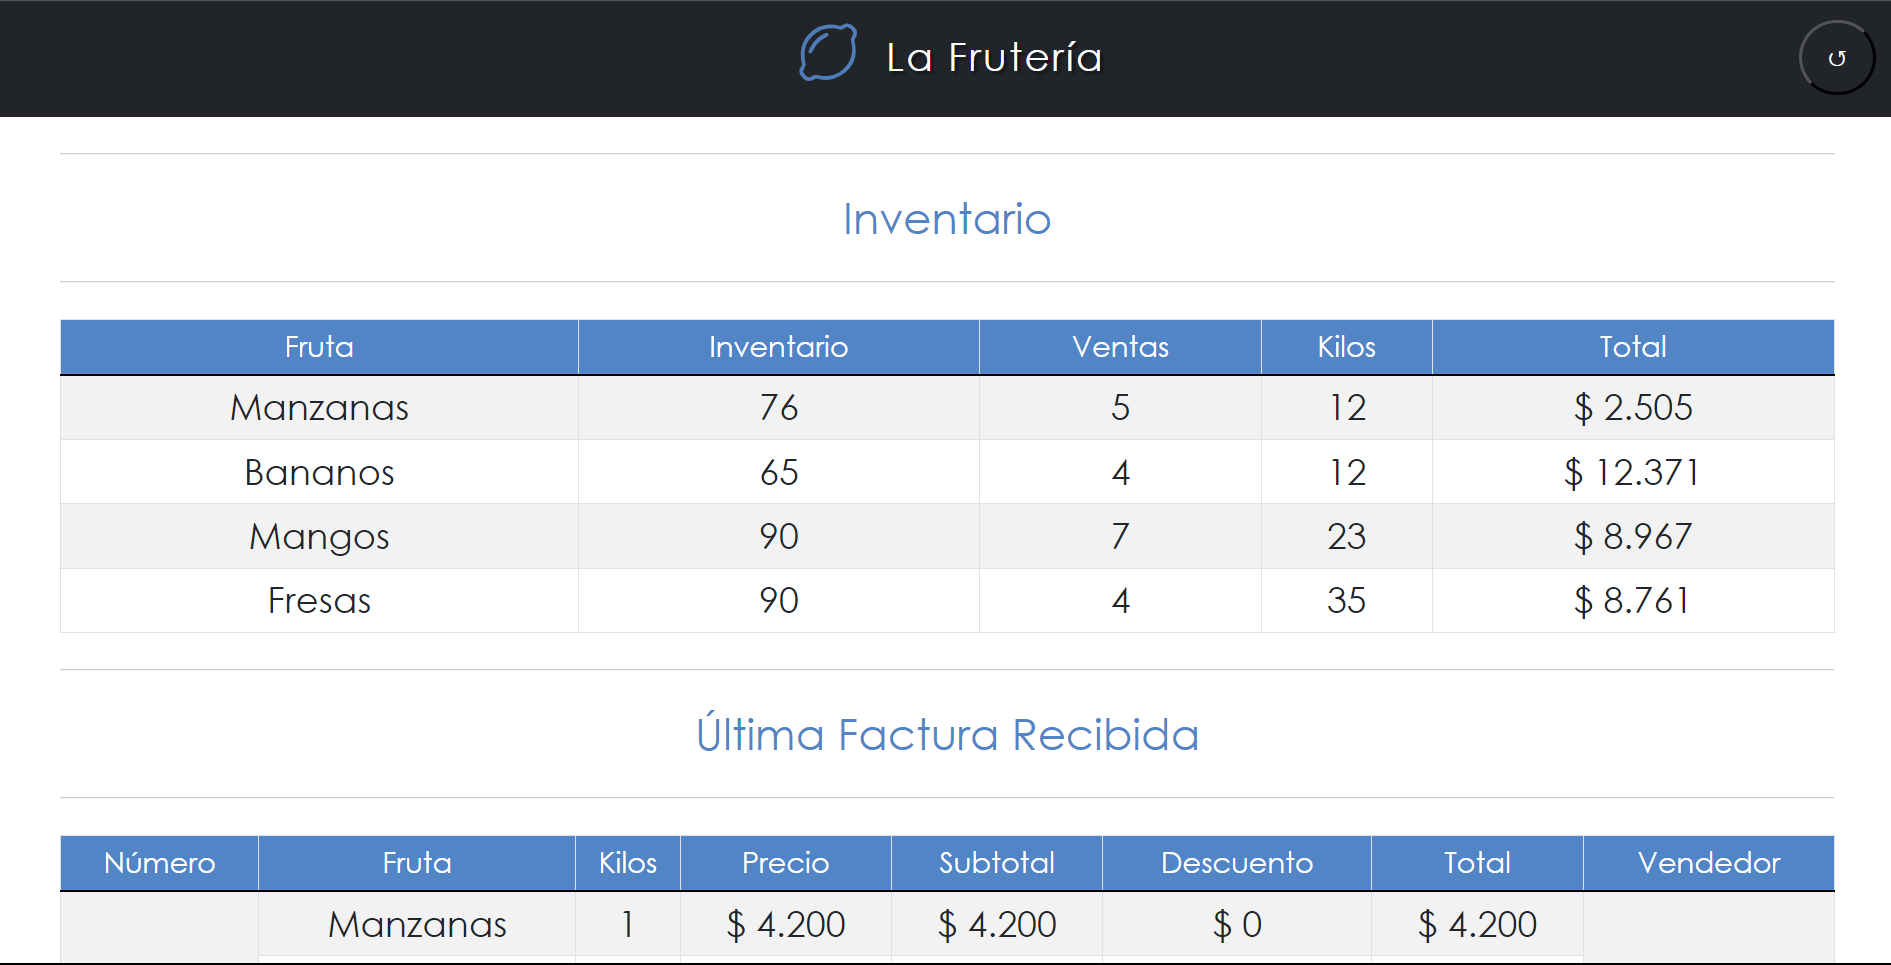 La Frutería
↺
Inventario
Fruta Inventario Ventas Kilos Total
Manzanas 76 5 12 $ 2.505
Bananos 65 4 12 $ 12.371
Mangos 90 7 23 $ 8.967
Fresas 90 4 35 $ 8.761
Última Factura Recibida
Número Fruta Kilos Precio Subtotal Descuento Total Vendedor
Manzanas 1 $ 4.200 $ 4.200 $ 0 $ 4.200